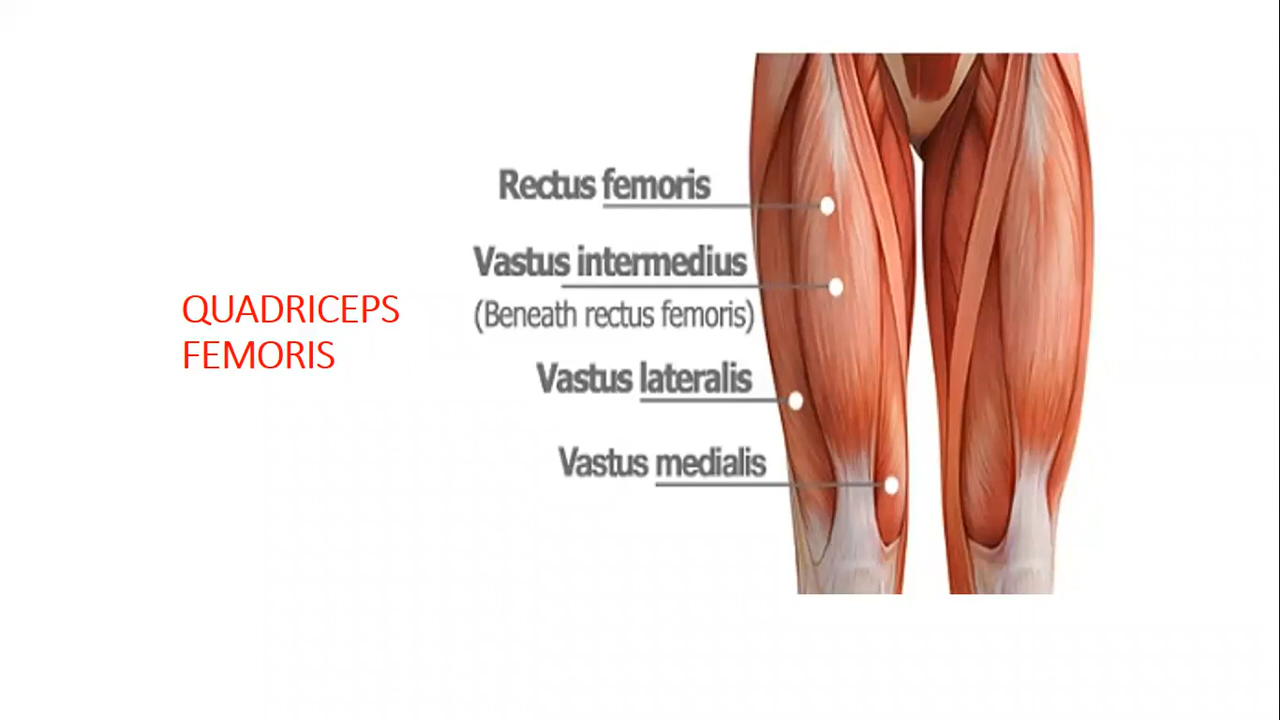 QUADRICEPS
FEMORIS
Rectus femoris
Vastus intermedius
(Beneath rectus femoris)
Vastus lateralis
Vastus medialis